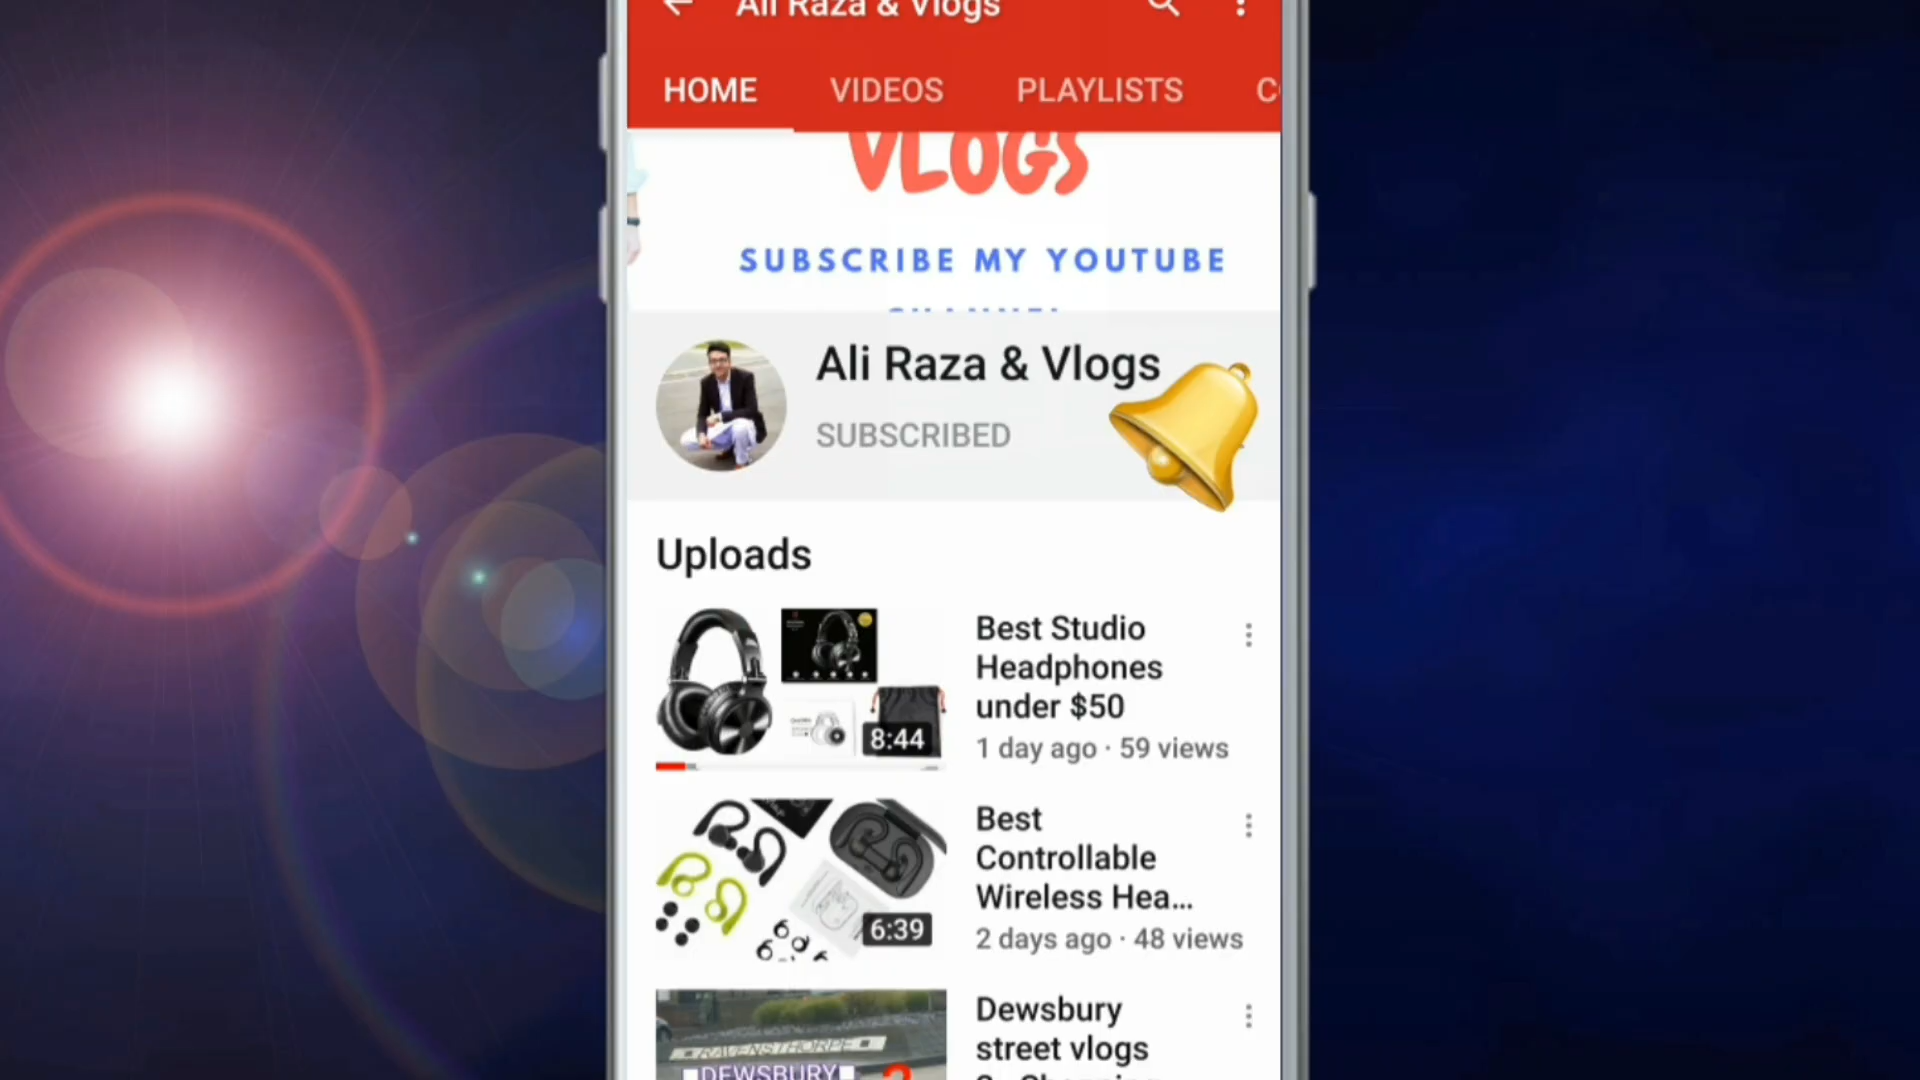 Ali Raza & Vlogs
HOME VIDEOS PLAYLISTS
VLOGS
SUBSCRIBE MY YOUTUBE
CHANNEL
Ali Raza & Vlogs
SUBSCRIBED
Uploads
Best Studio
Headphones
under $50
8:44
1 day ago · 59 views
Best
Controllable
Wireless Hea...
6:39
2 days ago · 48 views
Dewsbury
street vlogs
RAVENSTHORPE
DEWSBURY